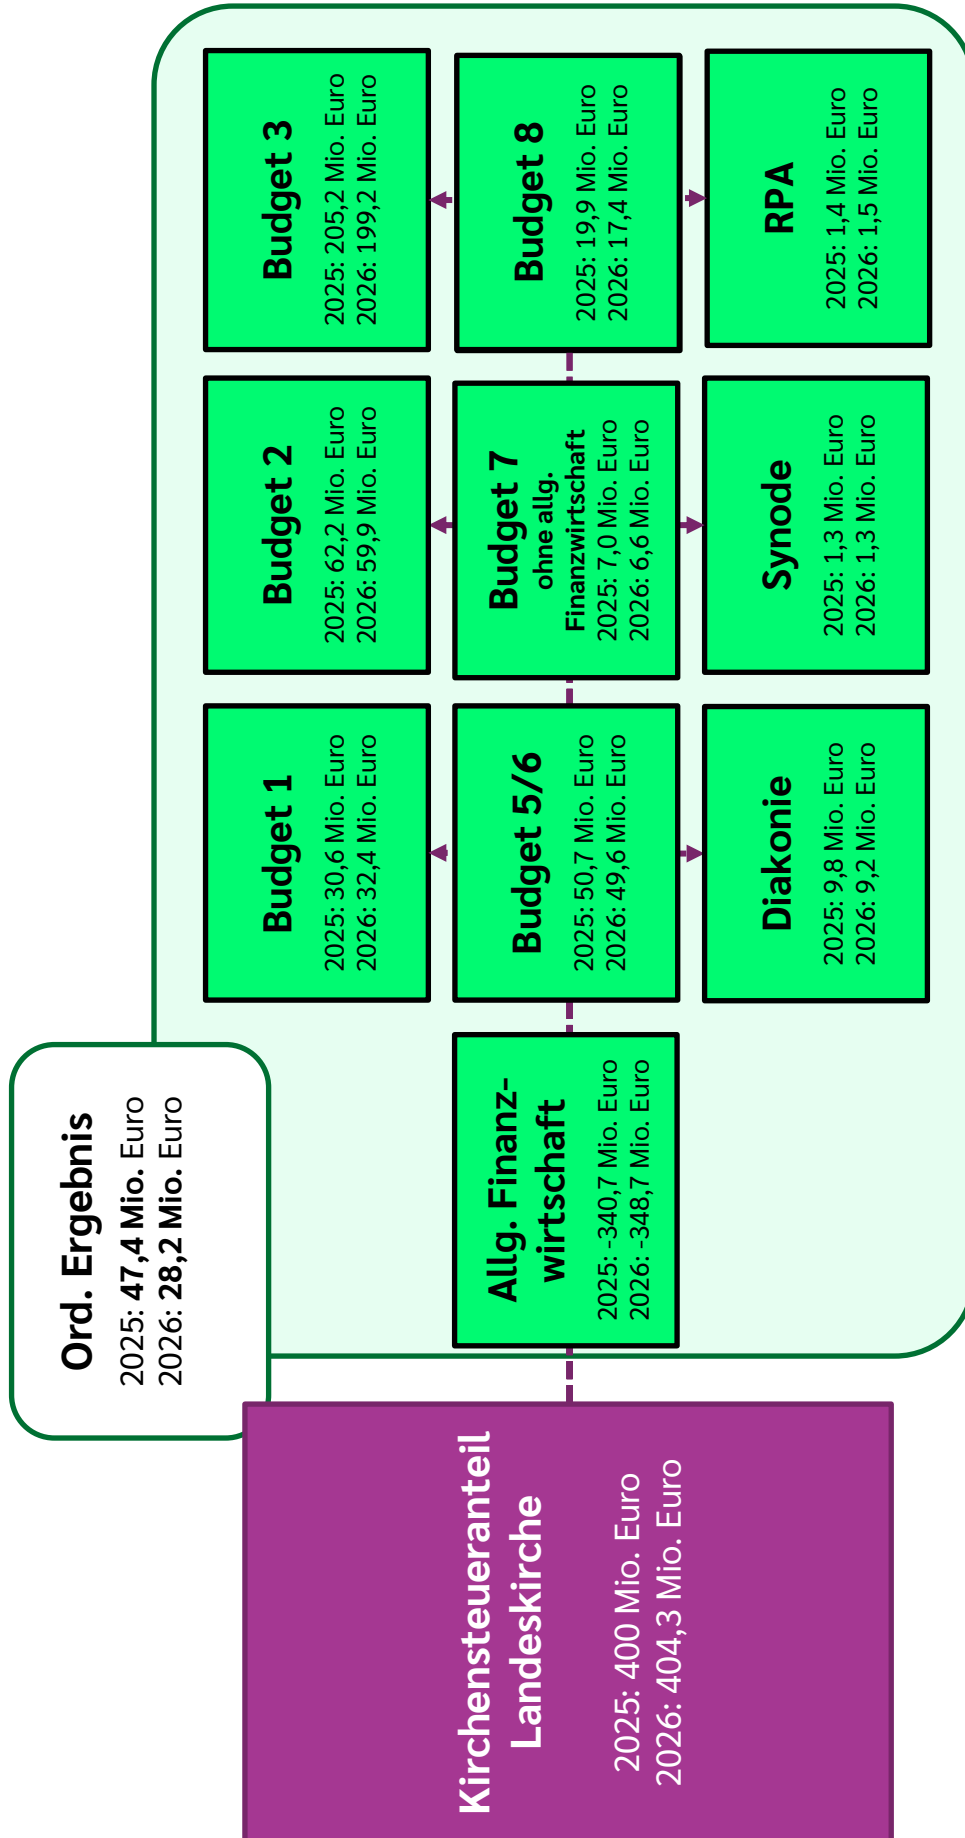 Ord. Ergebnis
2025: 47,4 Mio. Euro
2026: 28,2 Mio. Euro
Kirchensteueranteil
Landeskirche
2025: 400 Mio. Euro
2026: 404,3 Mio. Euro
Allg. Finanz-
wirtschaft
2025: -340,7 Mio. Euro
2026: -348,7 Mio. Euro
Budget 1
2025: 30,6 Mio. Euro
2026: 32,4 Mio. Euro
Budget 2
2025: 62,2 Mio. Euro
2026: 59,9 Mio. Euro
Budget 3
2025: 205,2 Mio. Euro
2026: 199,2 Mio. Euro
Budget 5/6
2025: 50,7 Mio. Euro
2026: 49,6 Mio. Euro
Budget 7
ohne allg.
Finanzwirtschaft
2025: 7,0 Mio. Euro
2026: 6,6 Mio. Euro
Budget 8
2025: 19,9 Mio. Euro
2026: 17,4 Mio. Euro
Diakonie
2025: 9,8 Mio. Euro
2026: 9,2 Mio. Euro
Synode
2025: 1,3 Mio. Euro
2026: 1,3 Mio. Euro
RPA
2025: 1,4 Mio. Euro
2026: 1,5 Mio. Euro